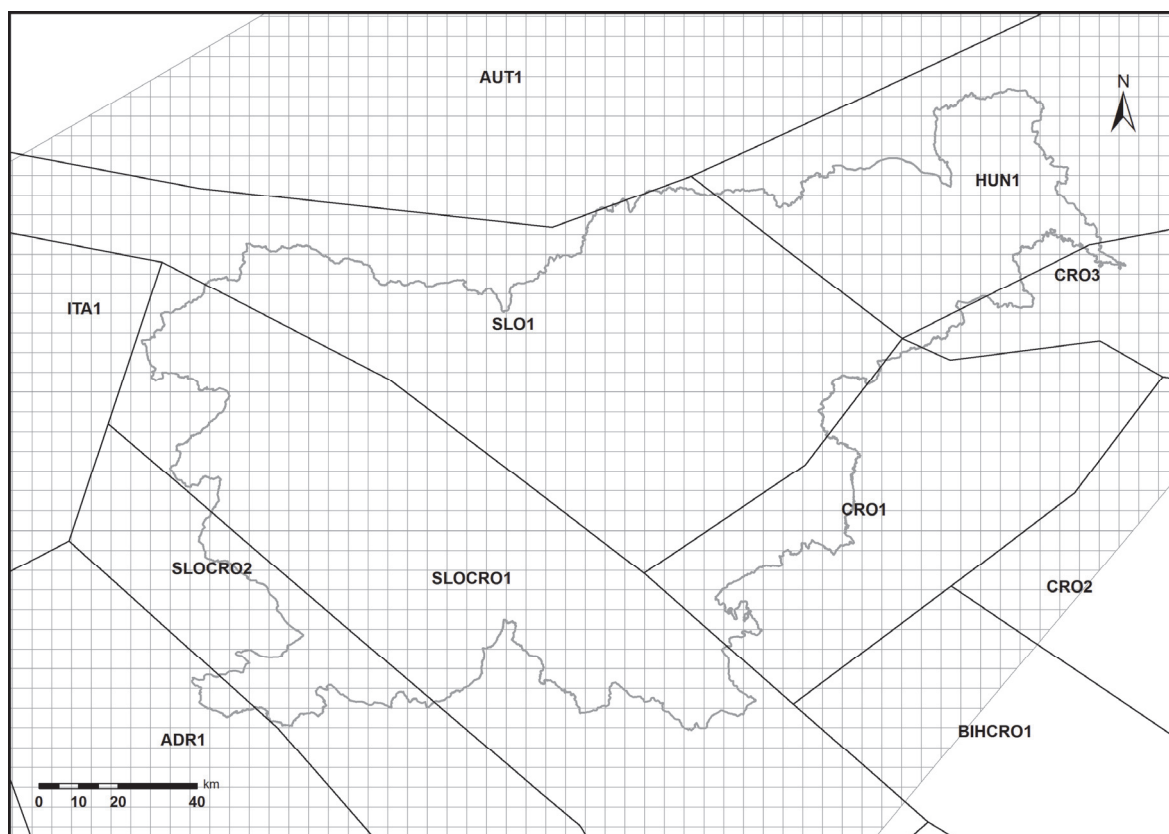 AUT1
N
HUN1
CRO3
ITA1
SLO1
CRO1
SLOCRO2
SLOCRO1
CRO2
ADR1
BIHCRO1
km
0 10 20 40